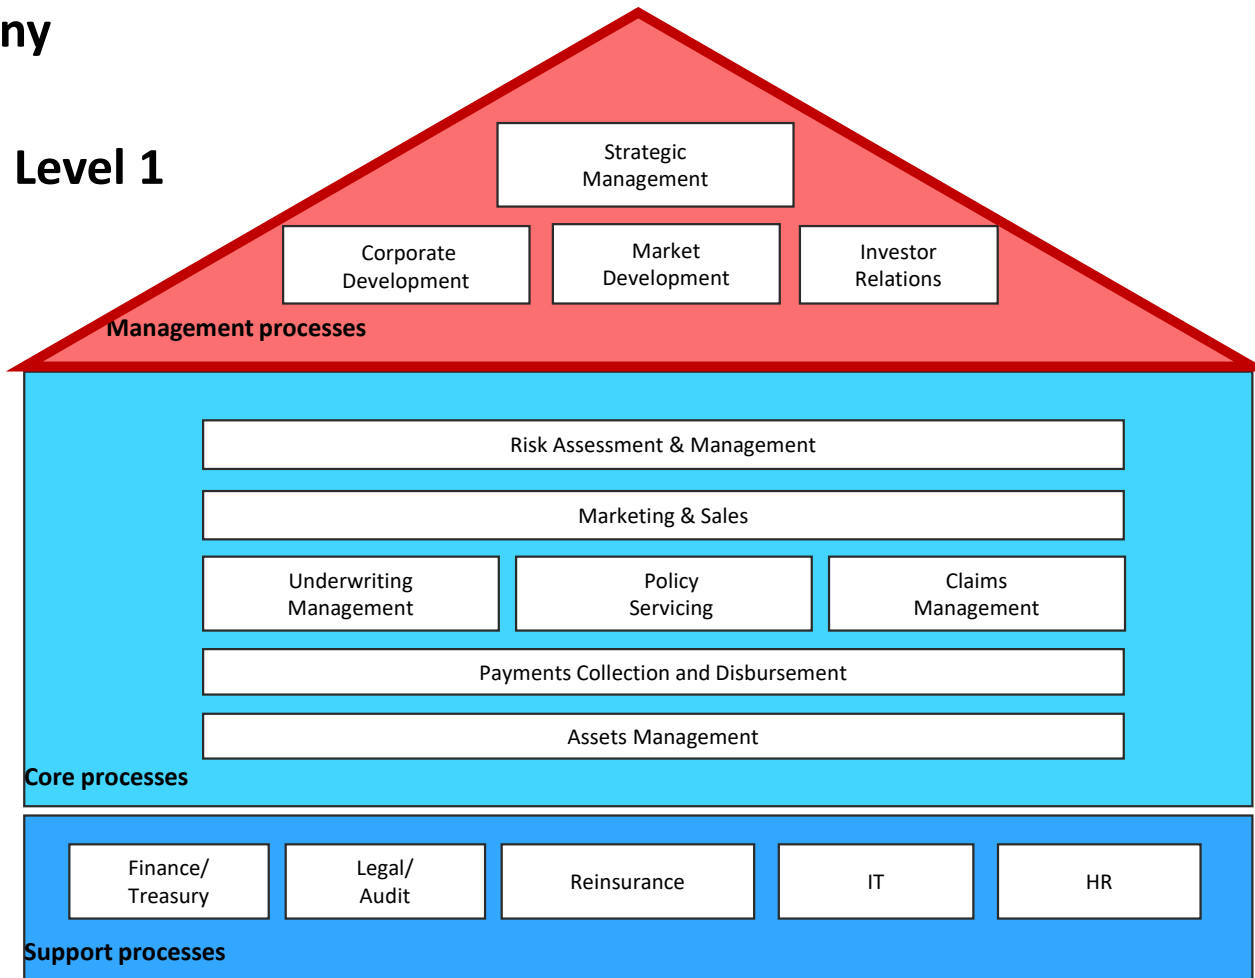 ny
Level 1
Strategic
Management
Corporate
Development
Market
Development
Investor
Relations
Management processes
Risk Assessment & Management
Marketing & Sales
Underwriting
Management
Policy
Servicing
Claims
Management
Payments Collection and Disbursement
Assets Management
Core processes
Finance/
Treasury
Legal/
Audit
Reinsurance
IT
HR
Support processes